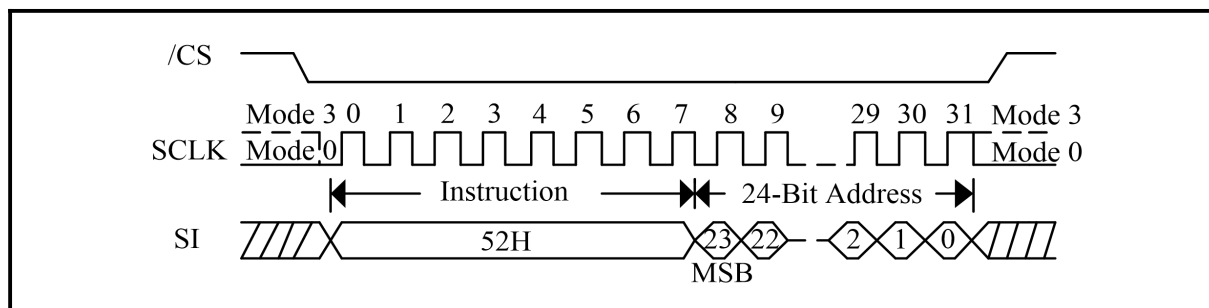 /CS
Mode 3 0 1 2 3 4 5 6 7 8 9 29 30 31 Mode 3
SCLK Mode 0 Mode 0
Instruction 24-Bit Address
SI 52H 23 22 2 1 0
MSB